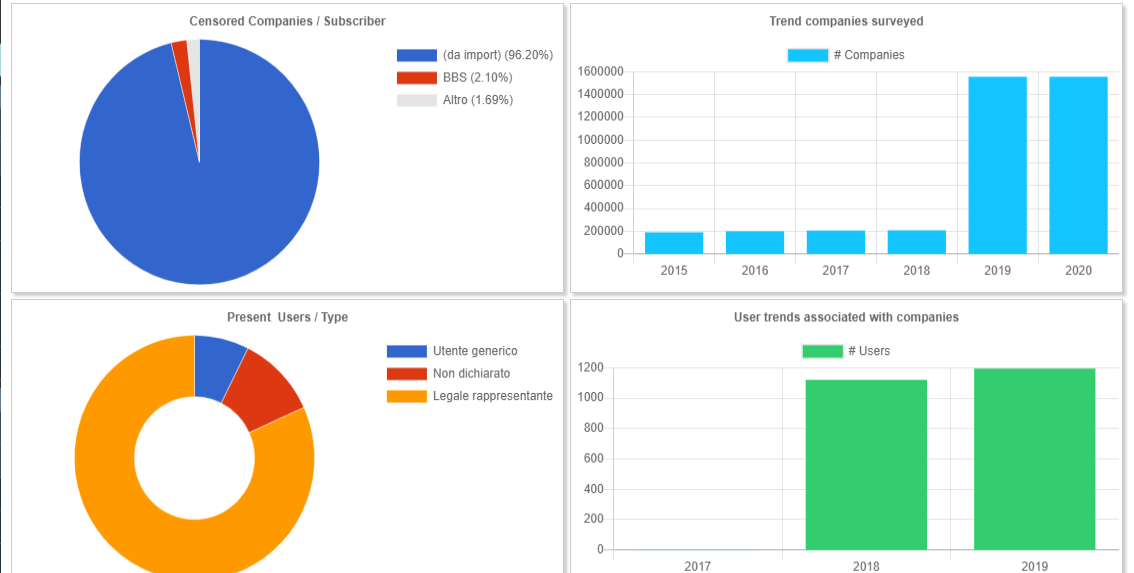 Censored Companies / Subscriber
(da import) (96.20%)
BBS (2.10%)
Altro (1.69%)
Trend companies surveyed
# Companies
1600000
1400000
1200000
1000000
800000
600000
400000
200000
0
2015 2016 2017 2018 2019 2020
Present Users / Type
Utente generico
Non dichiarato
Legale rappresentante
User trends associated with companies
# Users
1200
1000
800
600
400
200
0
2017 2018 2019